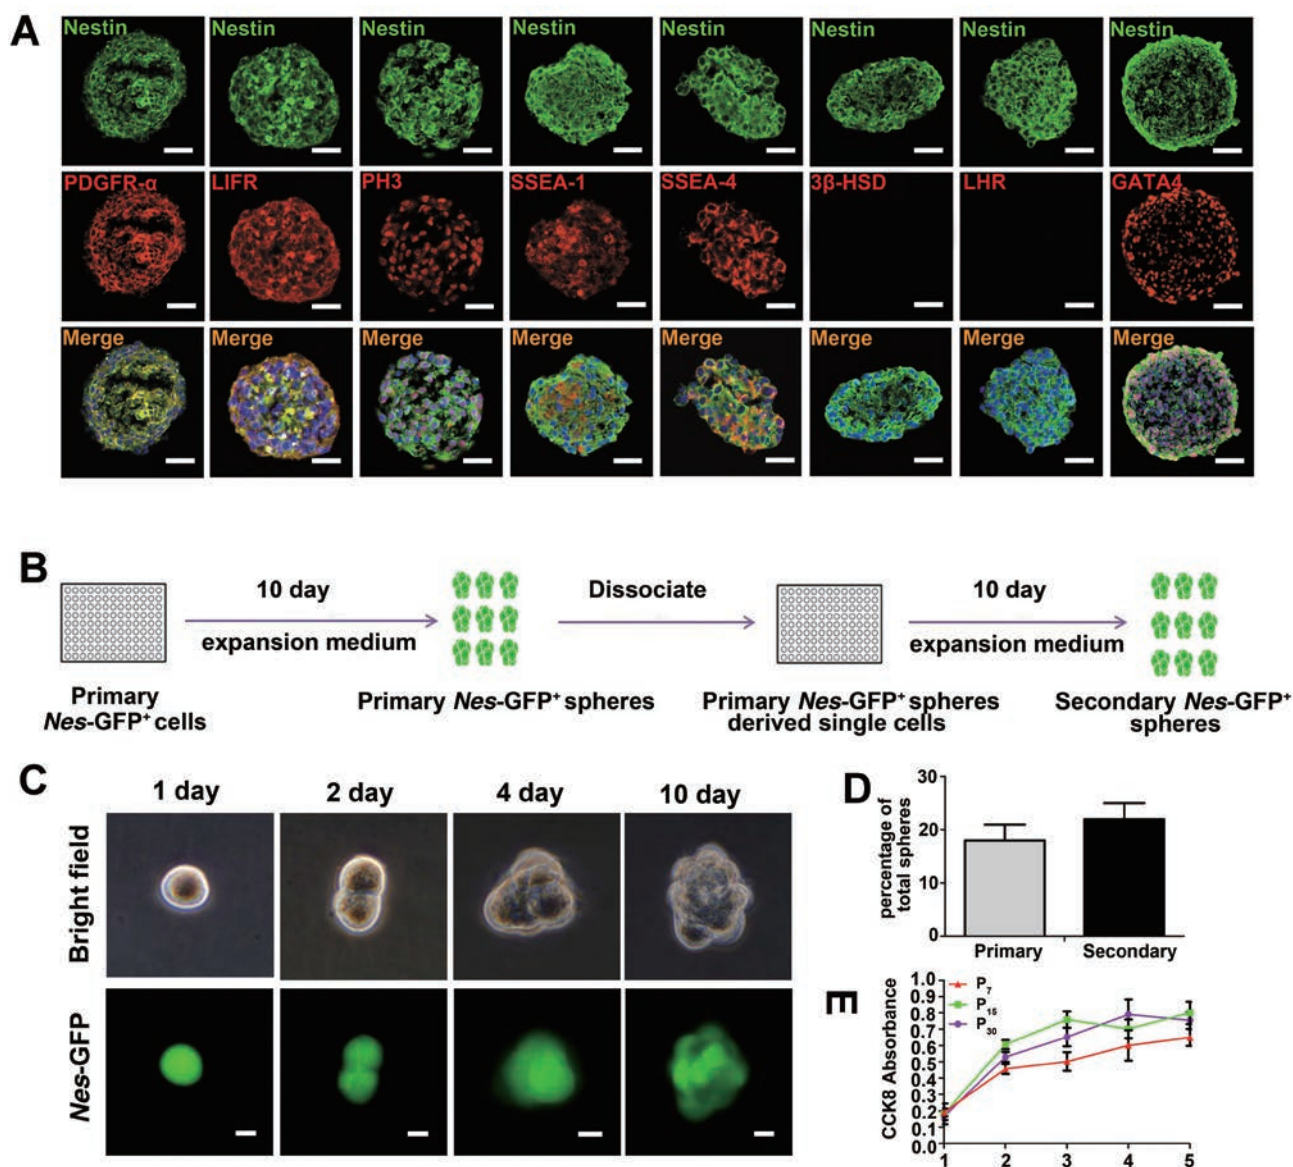 A
Nestin Nestin Nestin Nestin Nestin Nestin Nestin Nestin
PDGFR-α LIFR PH3 SSEA-1 SSEA-4 3β-HSD LHR GATA4
Merge Merge Merge Merge Merge Merge Merge Merge
B
10 day Dissociate 10 day
expansion medium expansion medium
Primary
Nes-GFP⁺ cells
Primary Nes-GFP⁺ spheres
Primary Nes-GFP⁺ spheres
derived single cells
Secondary Nes-GFP⁺
spheres
C
1 day 2 day 4 day 10 day
Bright field
Nes-GFP
D
percentage of
total spheres
30
20
10
0
Primary Secondary
E
CCK8 Absorbance
1.0
0.9
0.8
0.7
0.6
0.5
0.4
0.3
0.2
0.1
0.0
P₇
P₁₅
P₃₀
1 2 3 4 5